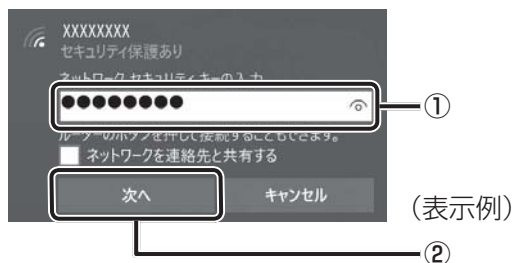 XXXXXXXX
セキュリティ保護あり
ネットワーク セキュリティ キーの入力
●●●●●●●●
①
ルーターのボタンを押して接続することもできます。
ネットワークを連絡先と共有する
次へ
キャンセル
(表示例)
②